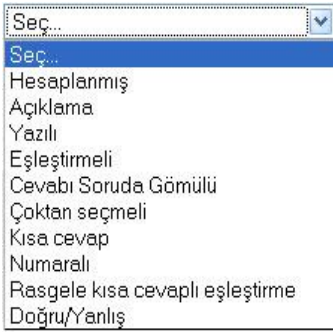 Seç...
Seç...
Hesaplanmış
Açıklama
Yazılı
Eşleştirmeli
Cevabı Soruda Gömülü
Çoktan seçmeli
Kısa cevap
Numaralı
Rasgele kısa cevaplı eşleştirme
Doğru/Yanlış